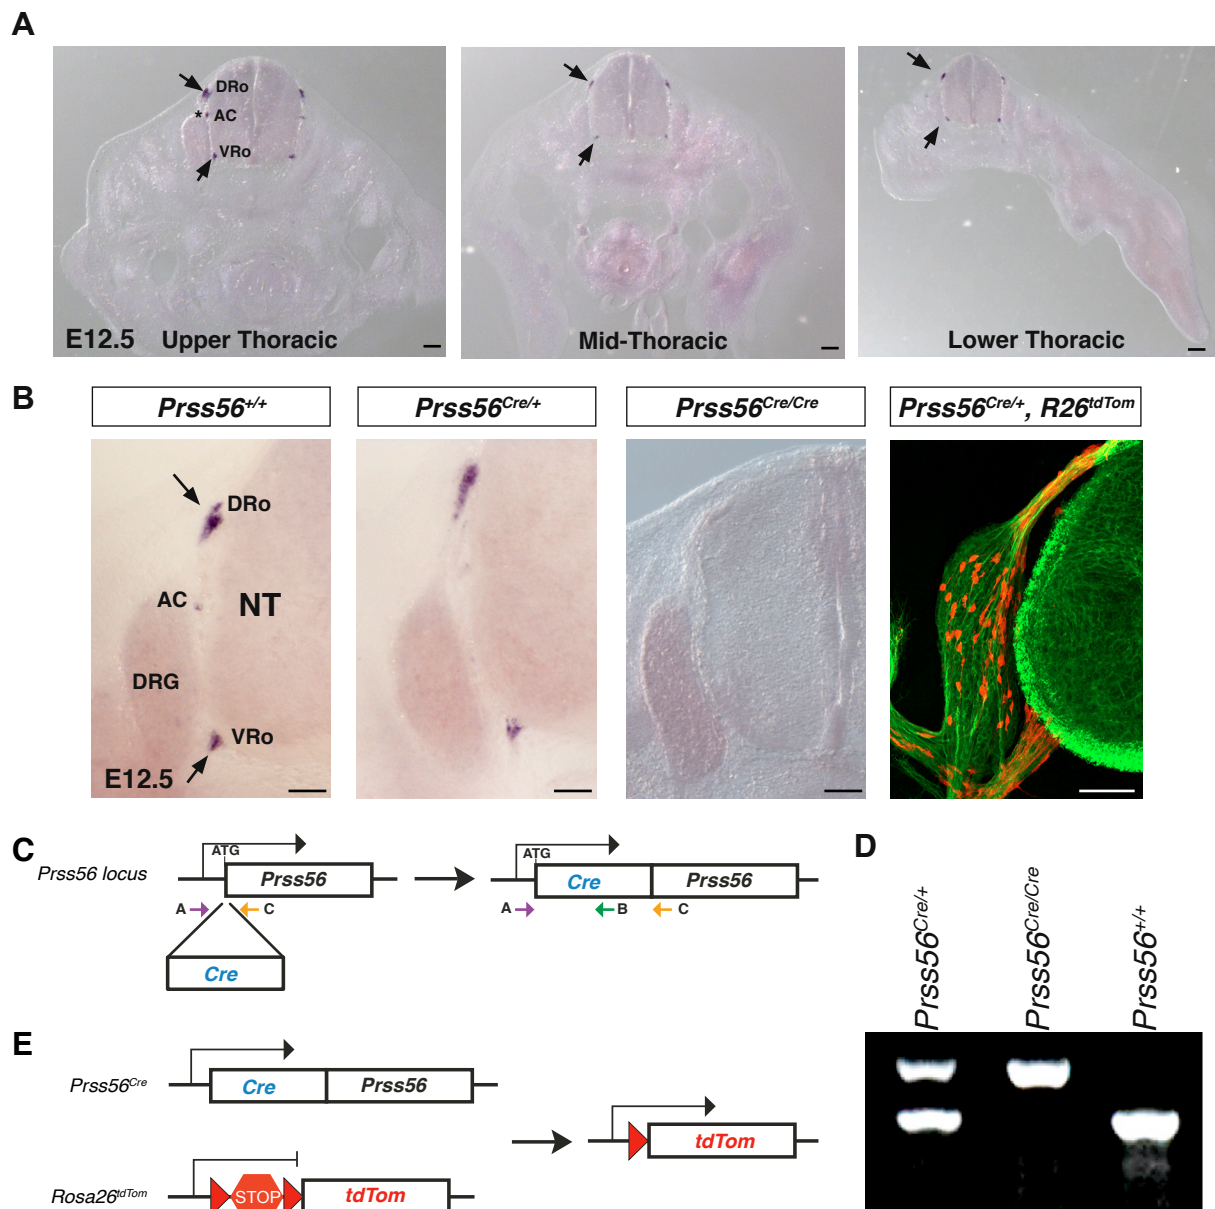 A
DRo
* AC
VRo
E12.5 Upper Thoracic
Mid-Thoracic
Lower Thoracic
B
Prss56+/+
Prss56Cre/+
Prss56Cre/Cre
Prss56Cre/+, R26tdTom
DRo
AC
NT
DRG
VRo
E12.5
C
Prss56 locus
ATG
Prss56
A
C
Cre
ATG
Cre
Prss56
A
B
C
D
Prss56Cre/+
Prss56Cre/Cre
Prss56+/+
E
Prss56Cre
Cre
Prss56
Rosa26tdTom
STOP
tdTom
tdTom